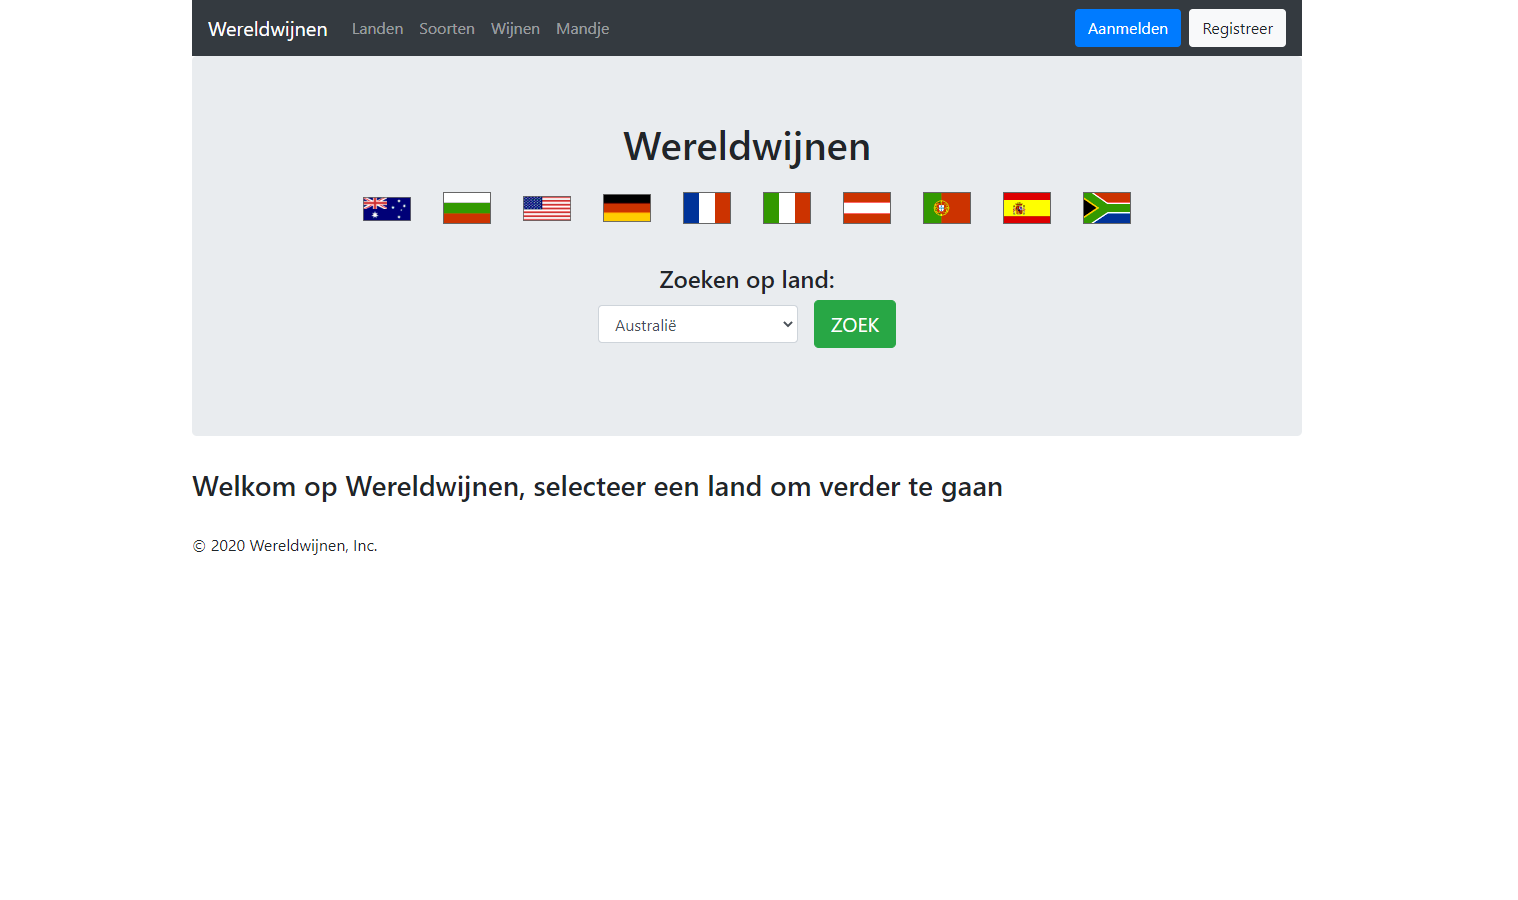 Wereldwijnen Landen Soorten Wijnen Mandje Aanmelden Registreer
Wereldwijnen
Zoeken op land:
Australië ZOEK
Welkom op Wereldwijnen, selecteer een land om verder te gaan
© 2020 Wereldwijnen, Inc.